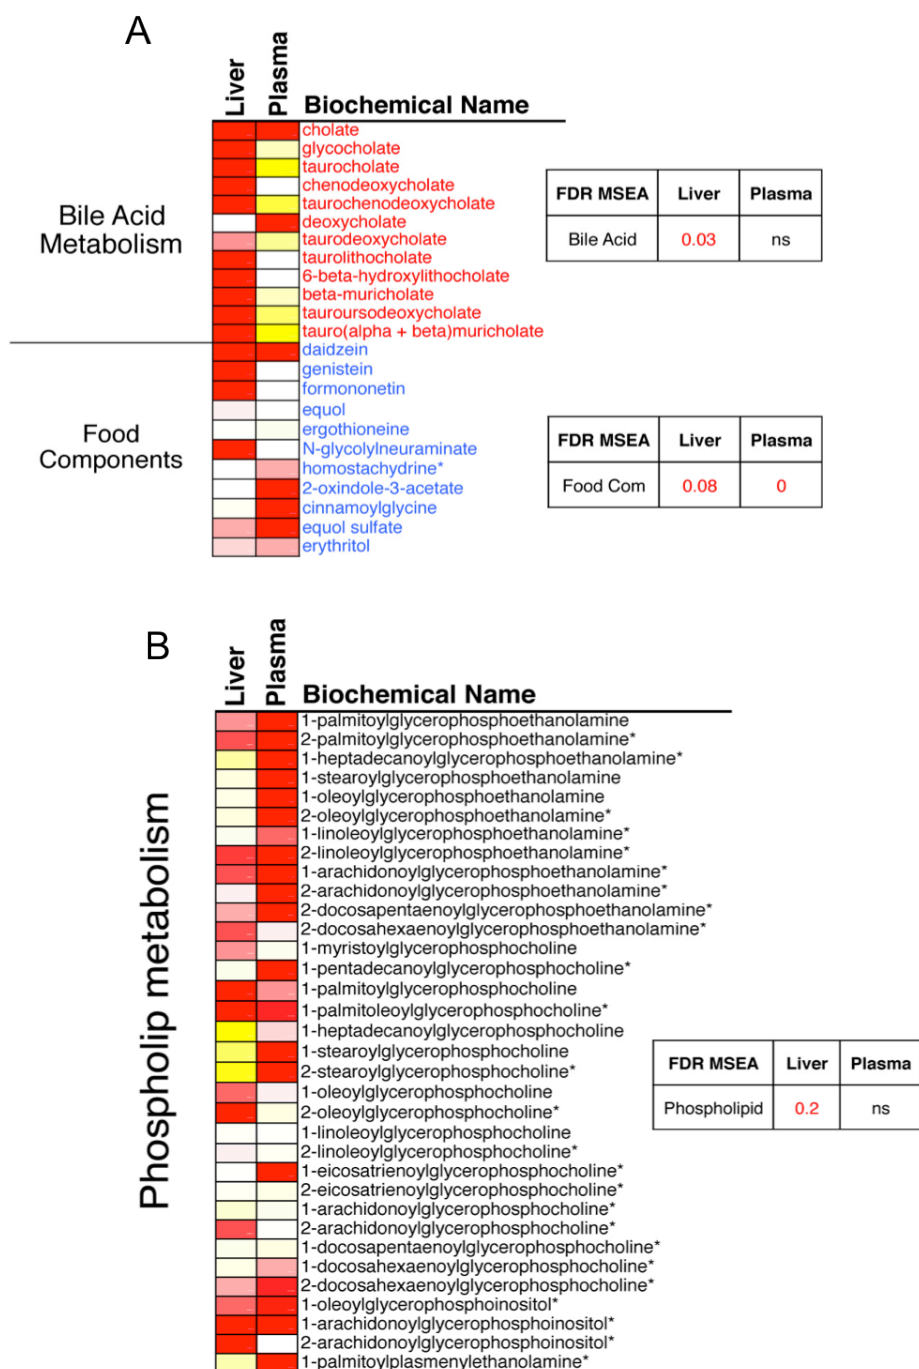 A
Liver Plasma Biochemical Name
Bile Acid
Metabolism
cholate
glycocholate
taurocholate
chenodeoxycholate
taurochenodeoxycholate
deoxycholate
taurodeoxycholate
taurolithocholate
6-beta-hydroxylithocholate
beta-muricholate
tauroursodeoxycholate
tauro(alpha + beta)muricholate
FDR MSEA Liver Plasma
Bile Acid 0.03 ns
Food
Components
daidzein
genistein
formononetin
equol
ergothioneine
N-glycolylneuraminate
homostachydrine*
2-oxindole-3-acetate
cinnamoylglycine
equol sulfate
erythritol
FDR MSEA Liver Plasma
Food Com 0.08 0
B
Liver Plasma Biochemical Name
Phospholip metabolism
1-palmitoylglycerophosphoethanolamine
2-palmitoylglycerophosphoethanolamine*
1-heptadecanoylglycerophosphoethanolamine*
1-stearoylglycerophosphoethanolamine
1-oleoylglycerophosphoethanolamine
2-oleoylglycerophosphoethanolamine*
1-linoleoylglycerophosphoethanolamine*
2-linoleoylglycerophosphoethanolamine*
1-arachidonoylglycerophosphoethanolamine*
2-arachidonoylglycerophosphoethanolamine*
2-docosapentaenoylglycerophosphoethanolamine*
2-docosahexaenoylglycerophosphoethanolamine*
1-myristoylglycerophosphocholine
1-pentadecanoylglycerophosphocholine*
1-palmitoylglycerophosphocholine
1-palmitoleoylglycerophosphocholine*
1-heptadecanoylglycerophosphocholine
1-stearoylglycerophosphocholine
2-stearoylglycerophosphocholine*
1-oleoylglycerophosphocholine
2-oleoylglycerophosphocholine*
1-linoleoylglycerophosphocholine
2-linoleoylglycerophosphocholine*
1-eicosatrienoylglycerophosphocholine*
2-eicosatrienoylglycerophosphocholine*
1-arachidonoylglycerophosphocholine*
2-arachidonoylglycerophosphocholine*
1-docosapentaenoylglycerophosphocholine*
1-docosahexaenoylglycerophosphocholine*
2-docosahexaenoylglycerophosphocholine*
1-oleoylglycerophosphoinositol*
1-arachidonoylglycerophosphoinositol*
2-arachidonoylglycerophosphoinositol*
1-palmitoylplasmenylethanolamine*
FDR MSEA Liver Plasma
Phospholipid 0.2 ns